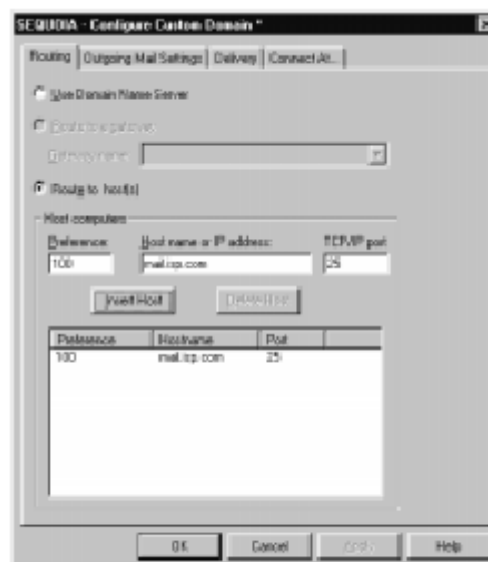 SEQUOIA - Configure Custom Domain *
Routing Outgoing Mail Settings Delivery Connect At...
Use Domain Name Server
Route to a gateway
Gateway name:
Route to host(s)
Host computers
Preference: Host name or IP address: TCP/IP port
100 mail.isp.com 25
Insert Host Delete Host
Preference Hostname Port
100 mail.isp.com 25
OK Cancel Apply Help